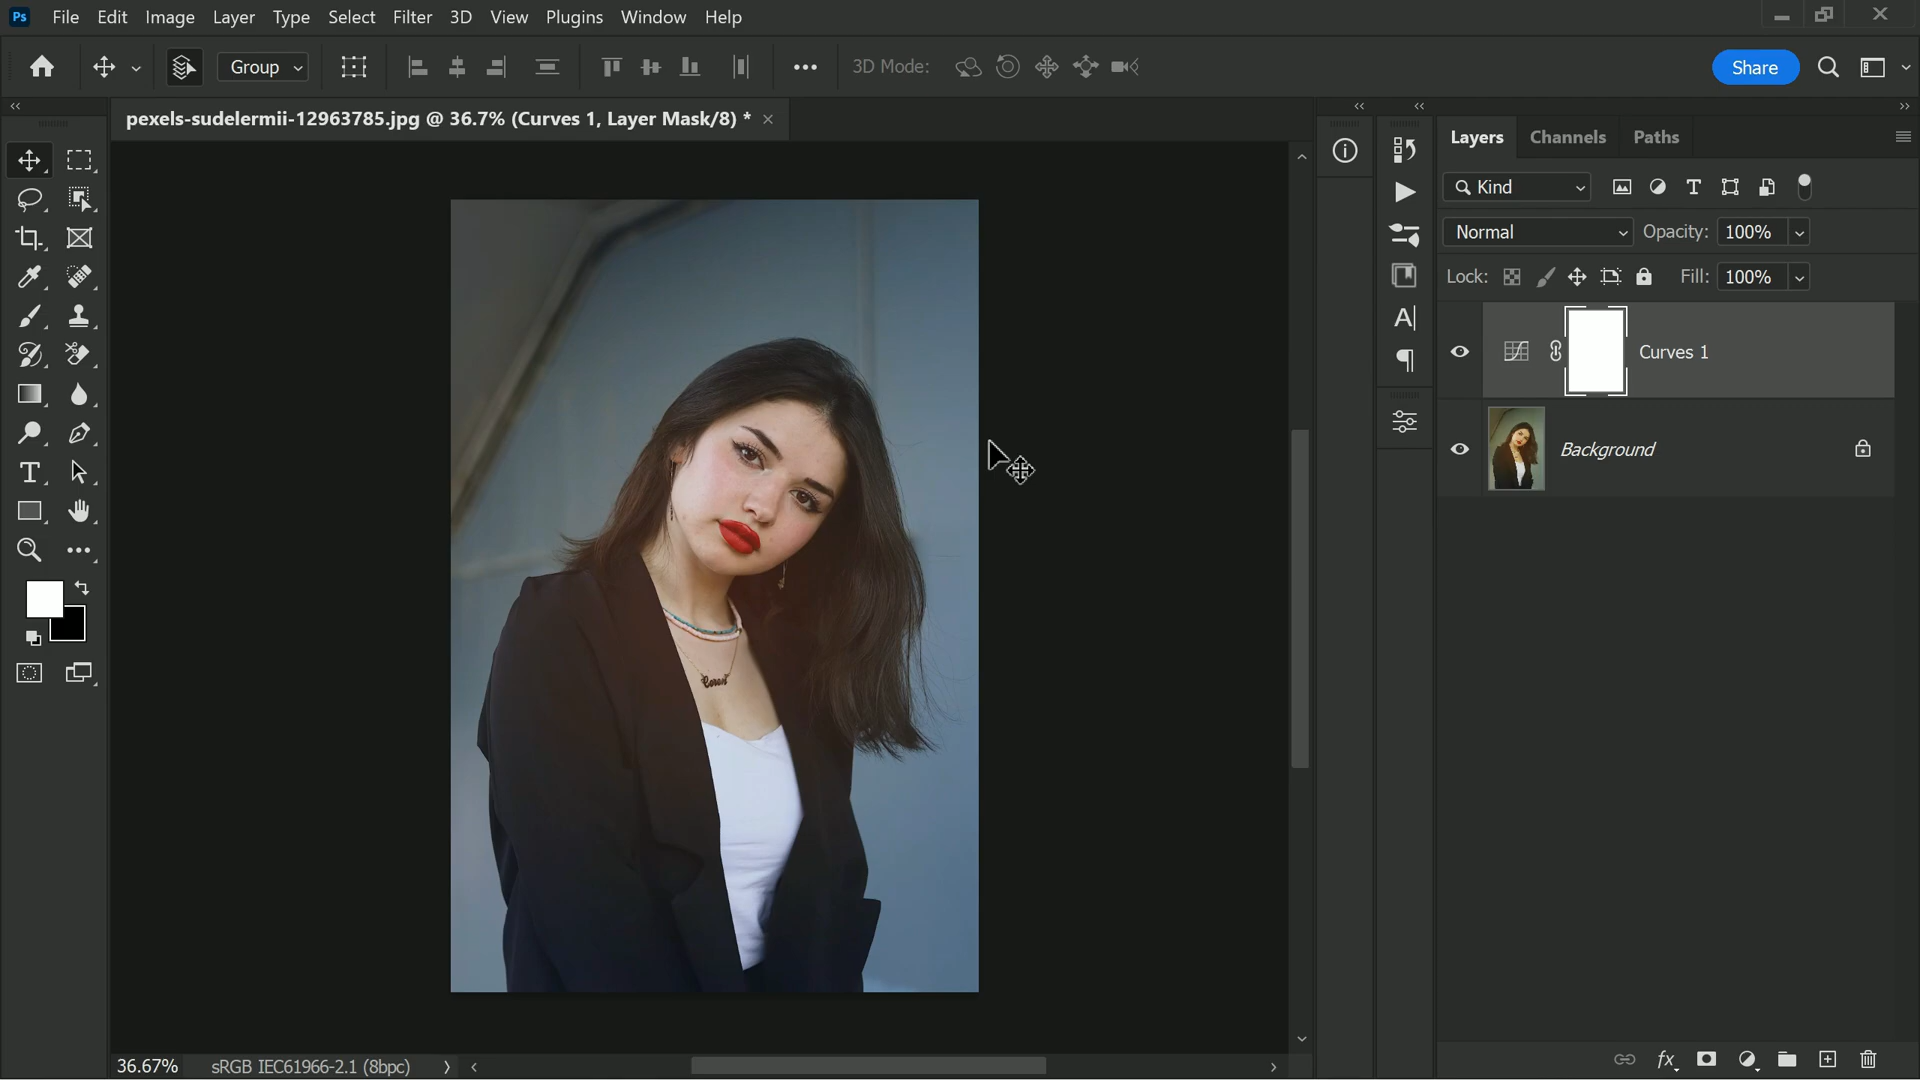 Ps File Edit Image Layer Type Select Filter 3D View Plugins Window Help
Group 3D Mode: Share
pexels-sudelermii-12963785.jpg @ 36.7% (Curves 1, Layer Mask/8) *
Layers Channels Paths
Kind
Normal Opacity: 100%
Lock: Fill: 100%
Curves 1
Background
36.67% sRGB IEC61966-2.1 (8bpc)